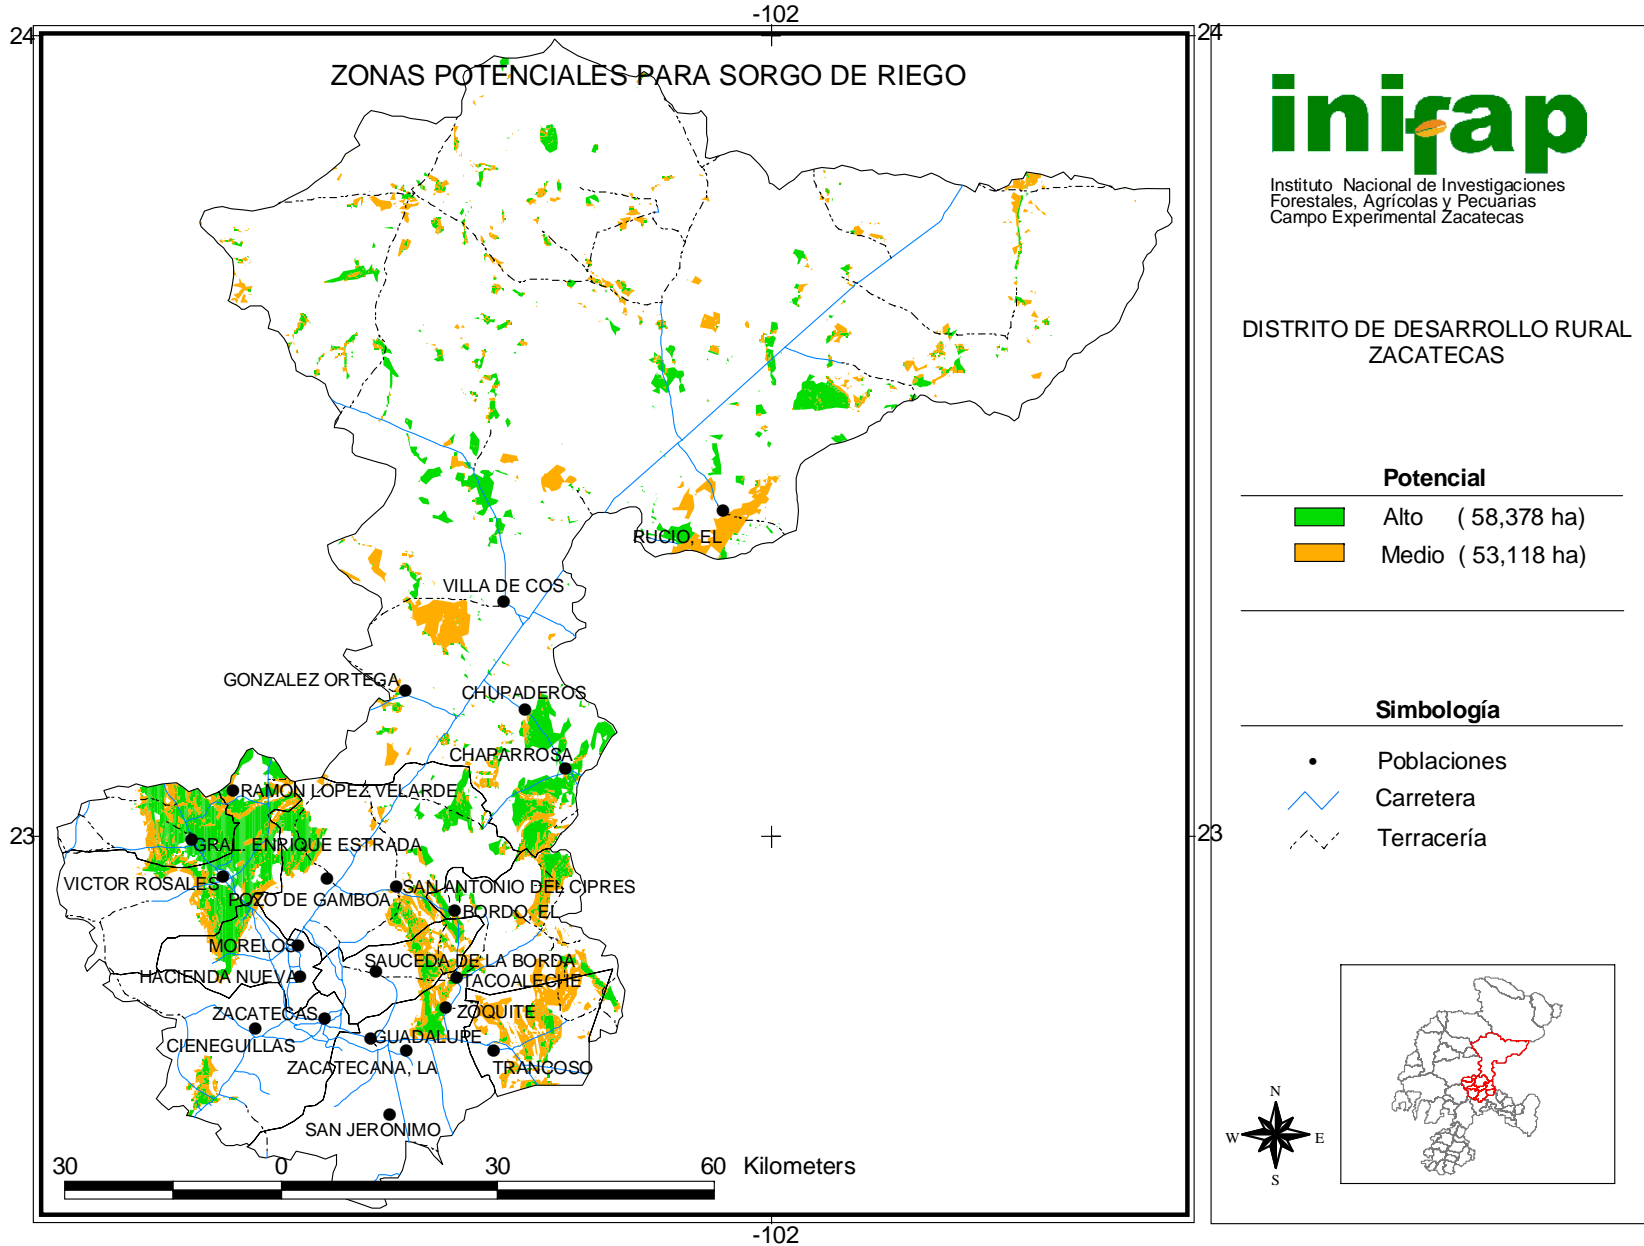 -102
24
24
ZONAS POTENCIALES PARA SORGO DE RIEGO
RUCIO, EL
VILLA DE COS
GONZALEZ ORTEGA
CHUPADEROS
CHAPARROSA
RAMON LOPEZ VELARDE
23
23
GRAL. ENRIQUE ESTRADA
VICTOR ROSALES
SAN ANTONIO DEL CIPRES
POZO DE GAMBOA
BORDO, EL
MORELOS
SAUCEDA DE LA BORDA
HACIENDA NUEVA
TACOALECHE
ZACATECAS
ZOQUITE
GUADALUPE
CIENEGUILLAS
ZACATECANA, LA
TRANCOSO
SAN JERONIMO
30 0 30 60 Kilometers
-102
inifap
Instituto Nacional de Investigaciones
Forestales, Agrícolas y Pecuarias
Campo Experimental Zacatecas
DISTRITO DE DESARROLLO RURAL
ZACATECAS
Potencial
Alto ( 58,378 ha)
Medio ( 53,118 ha)
Simbología
Poblaciones
Carretera
Terracería
N
W E
S